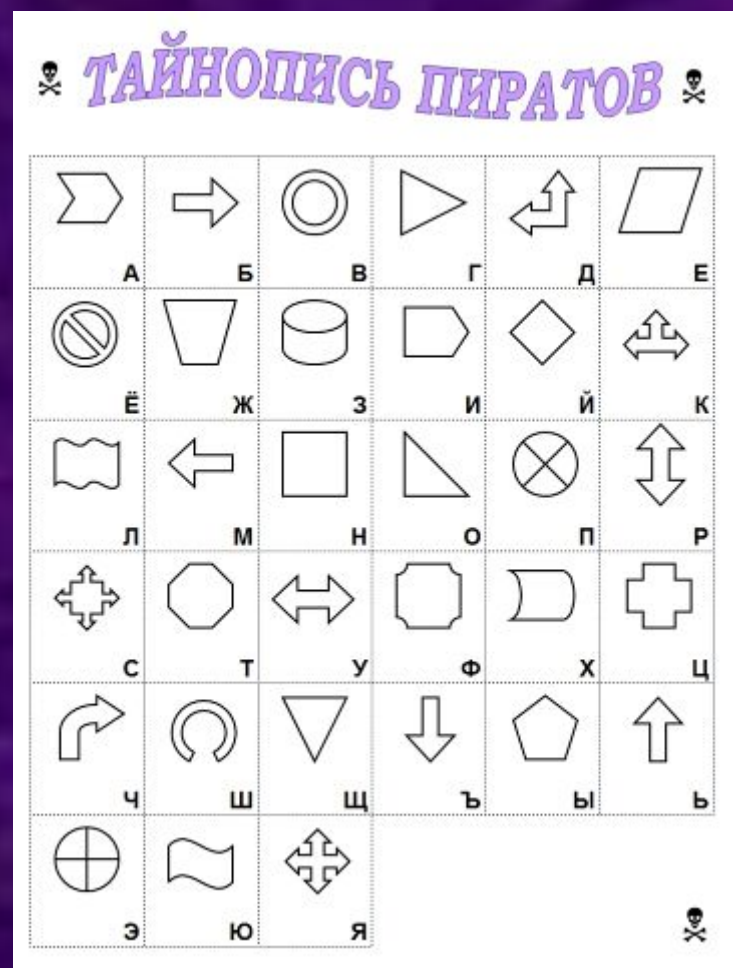 ТАЙНОПИСЬ ПИРАТОВ
А Б В Г Д Е
Ё Ж З И Й К
Л М Н О П Р
С Т У Ф Х Ц
Ч Ш Щ Ъ Ы Ь
Э Ю Я